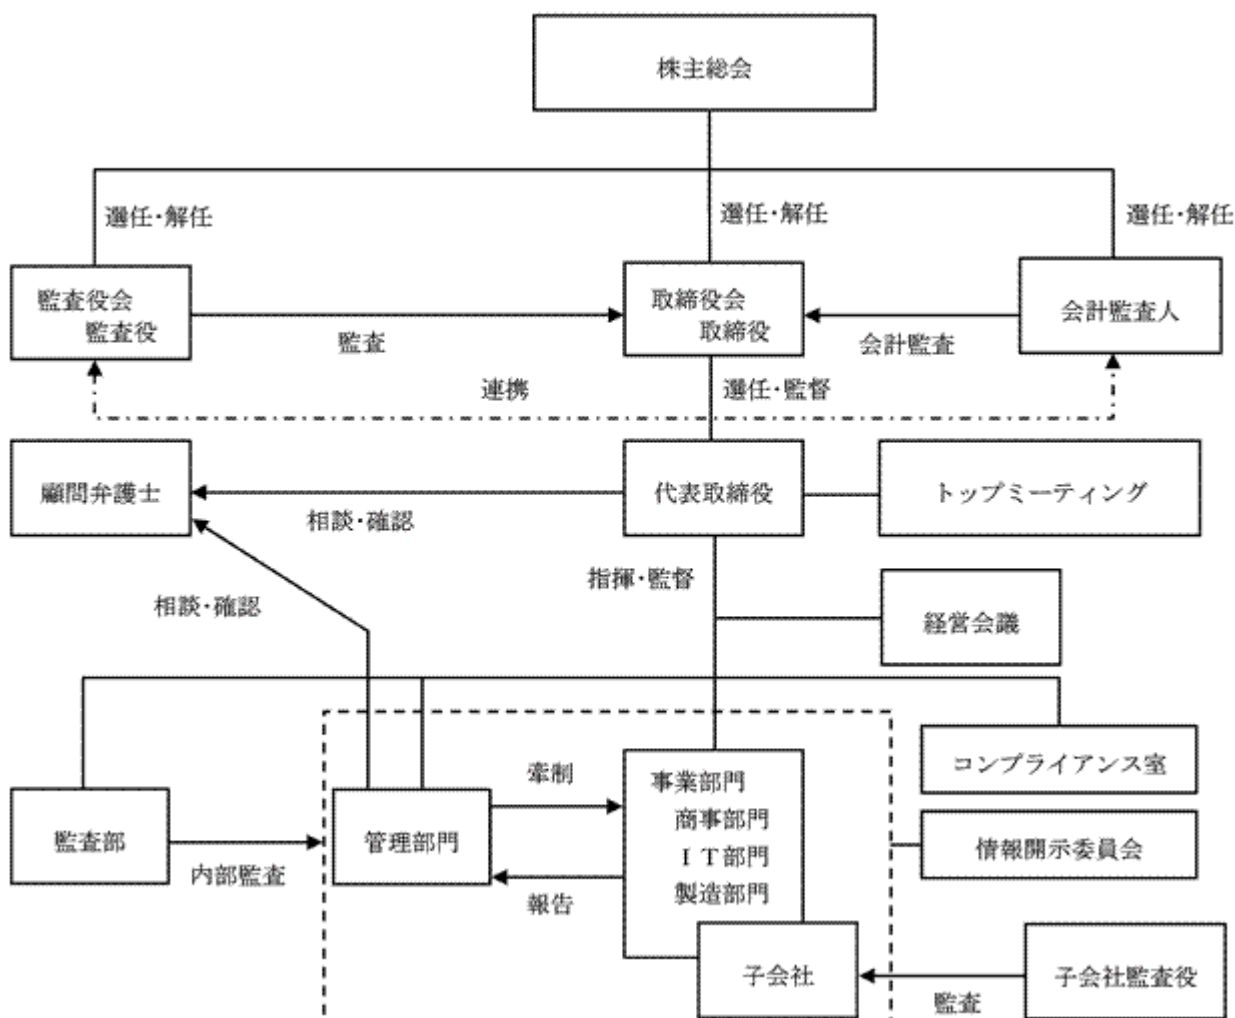 株主総会
選任・解任
選任・解任
選任・解任
監査役会
監査役
取締役会
取締役
会計監査人
監査
会計監査
連携
選任・監督
顧問弁護士
代表取締役
トップミーティング
相談・確認
指揮・監督
相談・確認
経営会議
コンプライアンス室
牽制
事業部門
商事部門
ＩＴ部門
製造部門
監査部
管理部門
情報開示委員会
内部監査
報告
子会社
子会社監査役
監査